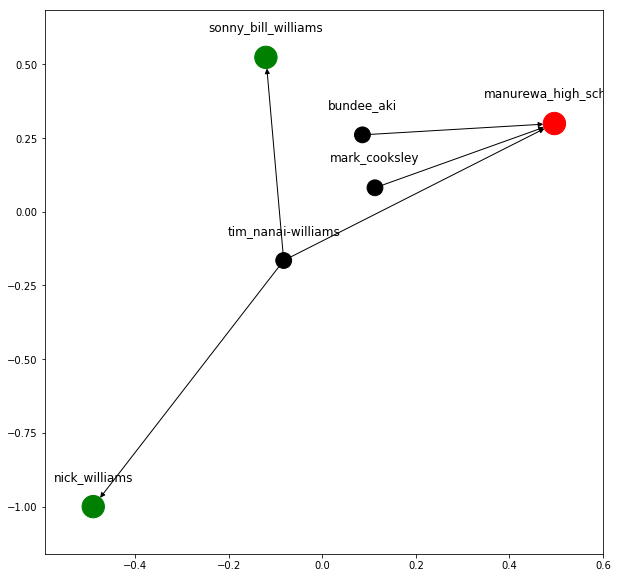 sonny_bill_williams
manurewa_high_sch
bundee_aki
mark_cooksley
tim_nanai-williams
nick_williams
0.50
0.25
0.00
−0.25
−0.50
−0.75
−1.00
−0.4
−0.2
0.0
0.2
0.4
0.6